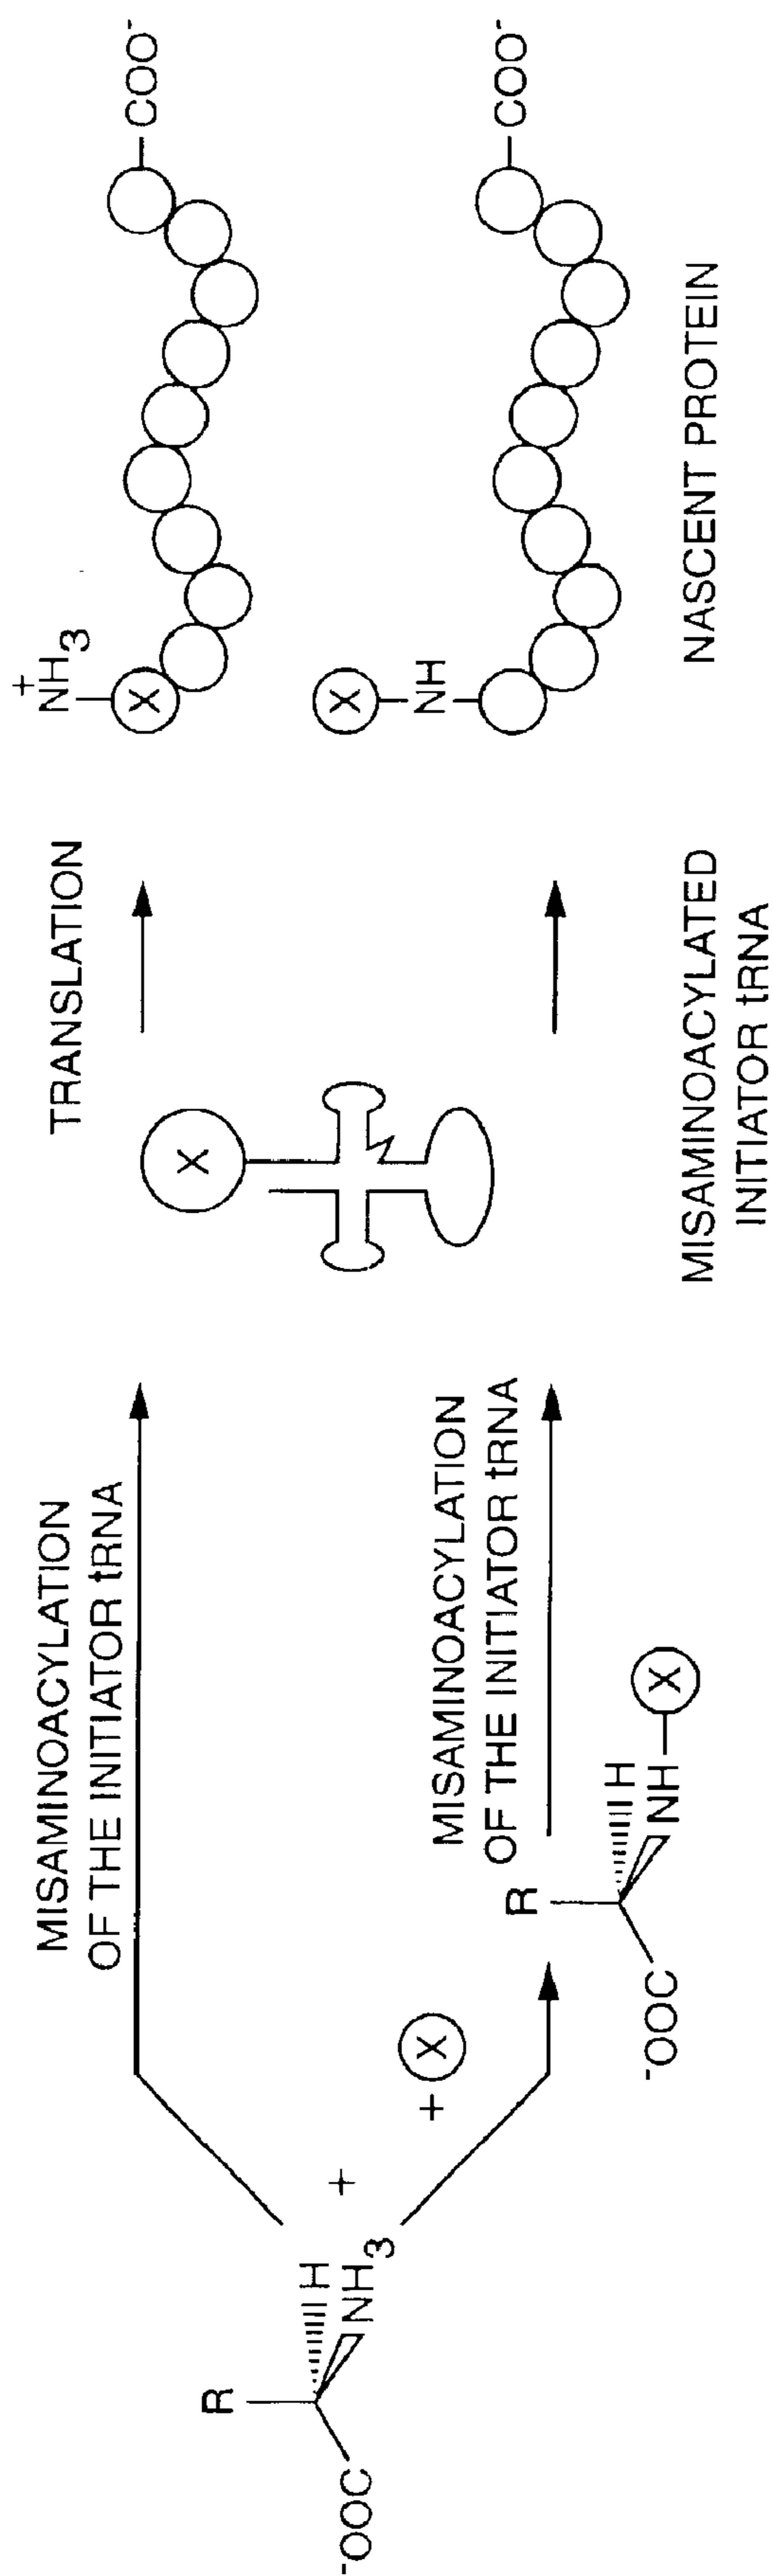 MISAMINOACYLATION
OF THE INITIATOR tRNA
TRANSLATION
+
NH3
X
COO-
R
H
NH3
+
-OOC
+ X
X
X
NH
COO-
MISAMINOACYLATION
OF THE INITIATOR tRNA
R
H
NH
X
-OOC
MISAMINOACYLATED
INITIATOR tRNA
NASCENT PROTEIN